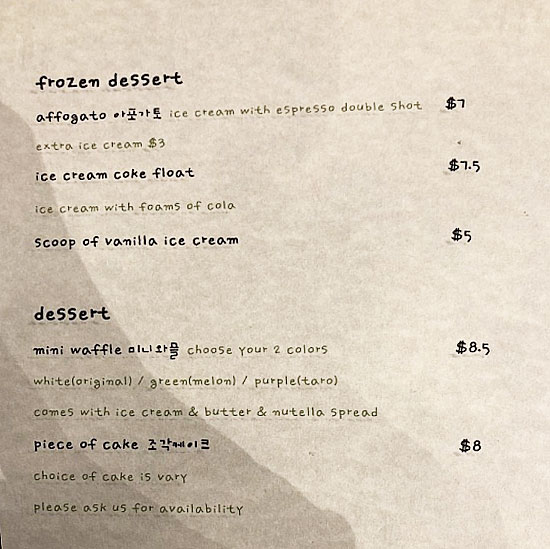 frozen dessert
affogato 아포가토 ice cream with espresso double shot $7
extra ice cream $3
ice cream coke float $7.5
ice cream with foams of cola
scoop of vanilla ice cream $5
dessert
mini waffle 미니와플 choose your 2 colors $8.5
white(original) / green(melon) / purple(taro)
comes with ice cream & butter & nutella spread
piece of cake 조각케이크 $8
choice of cake is vary
please ask us for availability